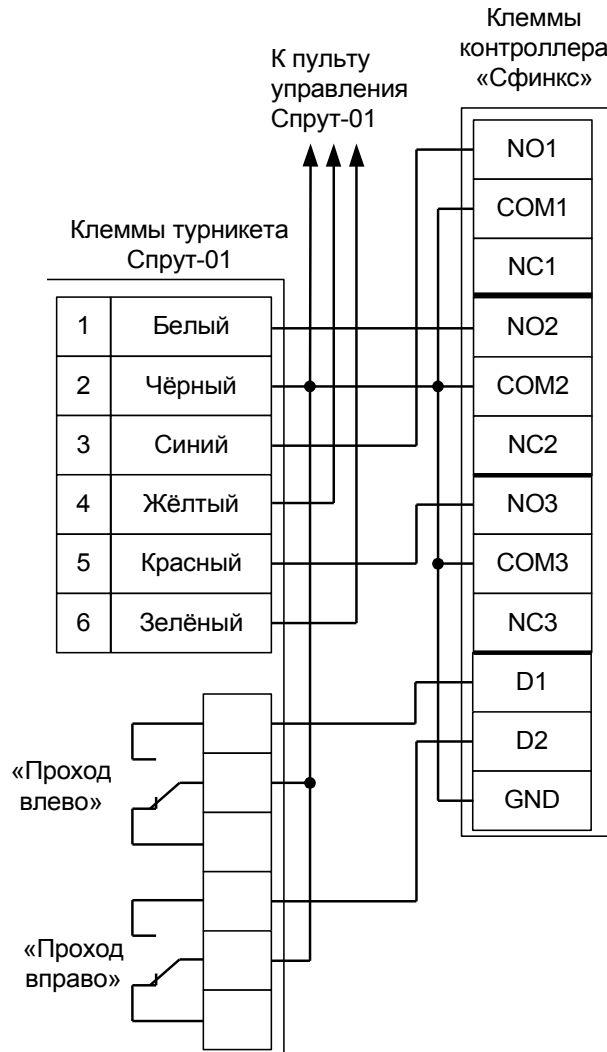 Клеммы
контроллера
«Сфинкс»
К пульту
управления
Спрут-01
Клеммы турникета
Спрут-01
NO1
COM1
NC1
1 Белый
NO2
2 Чёрный
COM2
3 Синий
NC2
4 Жёлтый
NO3
5 Красный
COM3
6 Зелёный
NC3
D1
D2
GND
«Проход
влево»
«Проход
вправо»